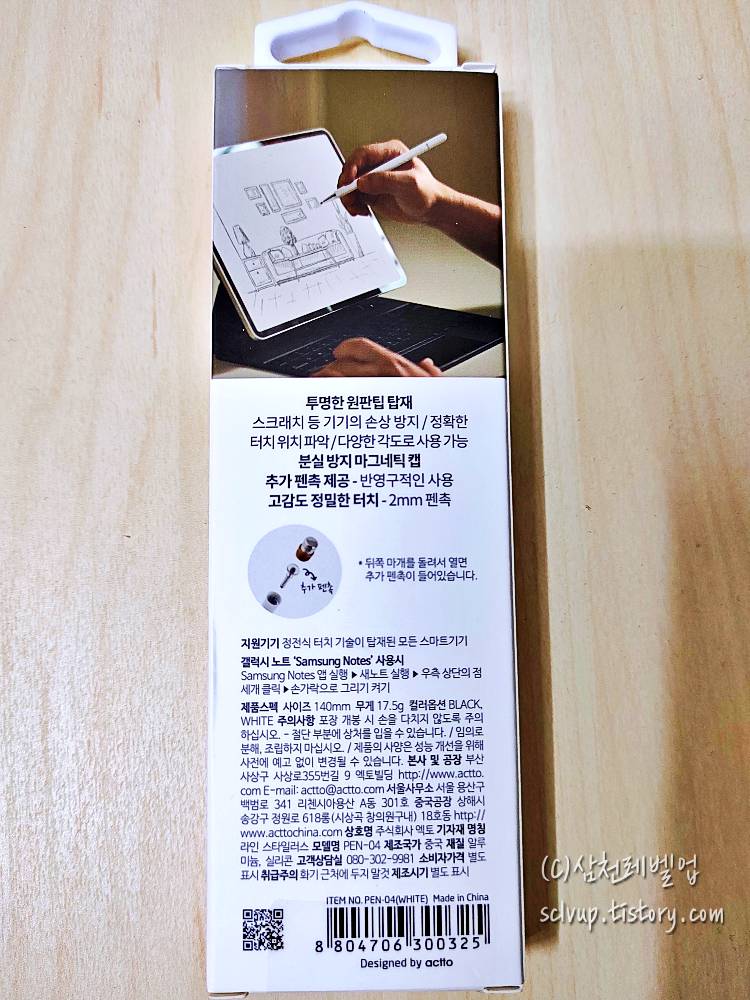 투명한 원판팁 탑재
스크래치 등 기기의 손상 방지 / 정확한
터치 위치 파악 / 다양한 각도로 사용 가능
분실 방지 마그네틱 캡
추가 펜촉 제공 - 반영구적인 사용
고감도 정밀한 터치 - 2mm 펜촉
추가 펜촉
* 뒤쪽 마개를 돌려서 열면
추가 펜촉이 들어있습니다.
지원기기 정전식 터치 기술이 탑재된 모든 스마트기기
갤럭시 노트 'Samsung Notes' 사용시
Samsung Notes 앱 실행 ▶ 새노트 실행 ▶ 우측 상단의 점
세개 클릭 ▶ 손가락으로 그리기 켜기
제품스펙 사이즈 140mm 무게 17.5g 컬러옵션 BLACK,
WHITE 주의사항 포장 개봉 시 손을 다치지 않도록 주의
하십시오. - 절단 부분에 상처를 입을 수 있습니다. / 임의로
분해, 조립하지 마십시오. / 제품의 사양은 성능 개선을 위해
사전에 예고 없이 변경될 수 있습니다. 본사 및 공장 부산
사상구 사상로355번길 9 엑토빌딩 http://www.actto.
com E-mail: actto@actto.com 서울사무소 서울 용산구
백범로 341 리첸시아용산 A동 301호 중국공장 상해시
송강구 정원로 618롱(시상곡 창의원구내) 18호동 http://
www.acttochina.com 상호명 주식회사 엑토 기자재 명칭
라인 스타일러스 모델명 PEN-04 제조국가 중국 재질 알루
미늄, 실리콘 고객상담실 080-302-9981 소비자가격 별도
표시 취급주의 화기 근처에 두지 말것 제조시기 별도 표시
ITEM NO. PEN-04(WHITE) Made in China
8 804706 300325
Designed by actto
(C)삼천레벨업
sclvup.tistory.com